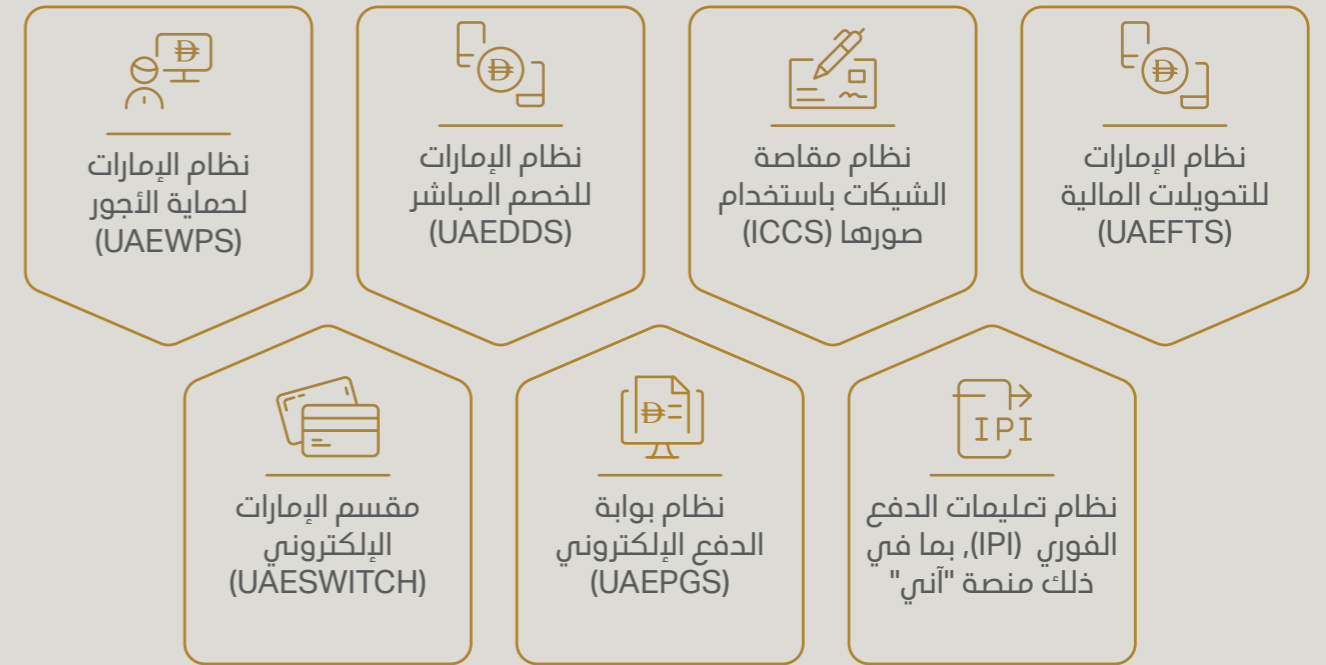 نظام الإمارات
للتحويلات المالية
(UAEFTS)
نظام مقاصة
الشيكات باستخدام
صورها (ICCS)
نظام الإمارات
للخصم المباشر
(UAEDDS)
نظام الإمارات
لحماية الأجور
(UAEWPS)
IPI
نظام تعليمات الدفع
الفوري (IPI), بما في
ذلك منصة "آني"
نظام بوابة
الدفع الإلكتروني
(UAEPGS)
مقسم الإمارات
الإلكتروني
(UAESWITCH)